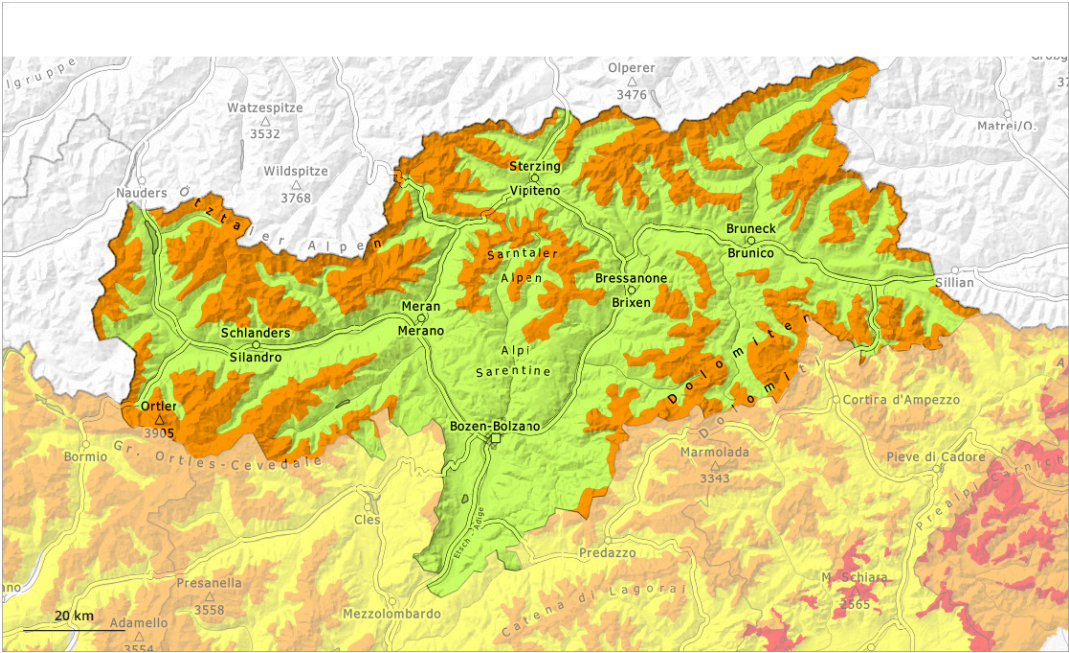 lgruppe
Olperer
3476
Watzespitze
3532
Matrei/O.
Nauders
Wildspitze
3768
Sterzing
Vipiteno
Ötztaler Alpen
Bruneck
Brunico
Sarntaler
Alpen
Bressanone
Brixen
Sillian
Meran
Merano
Schlanders
Silandro
Alpi
Sarentine
Dolomiten
Dolomiti
Ortler
3905
Cortina d'Ampezzo
Bozen-Bolzano
Gr. Ortles-Cevedale
Bormio
Marmolada
3343
Pieve di Cadore
Prealpi Carnich
Cles
Etsch - Adige
Predazzo
Presanella
3558
M. Schiara
2565
ano
Catena di Lagorai
Mezzolombardo
20 km
Adamello
3554